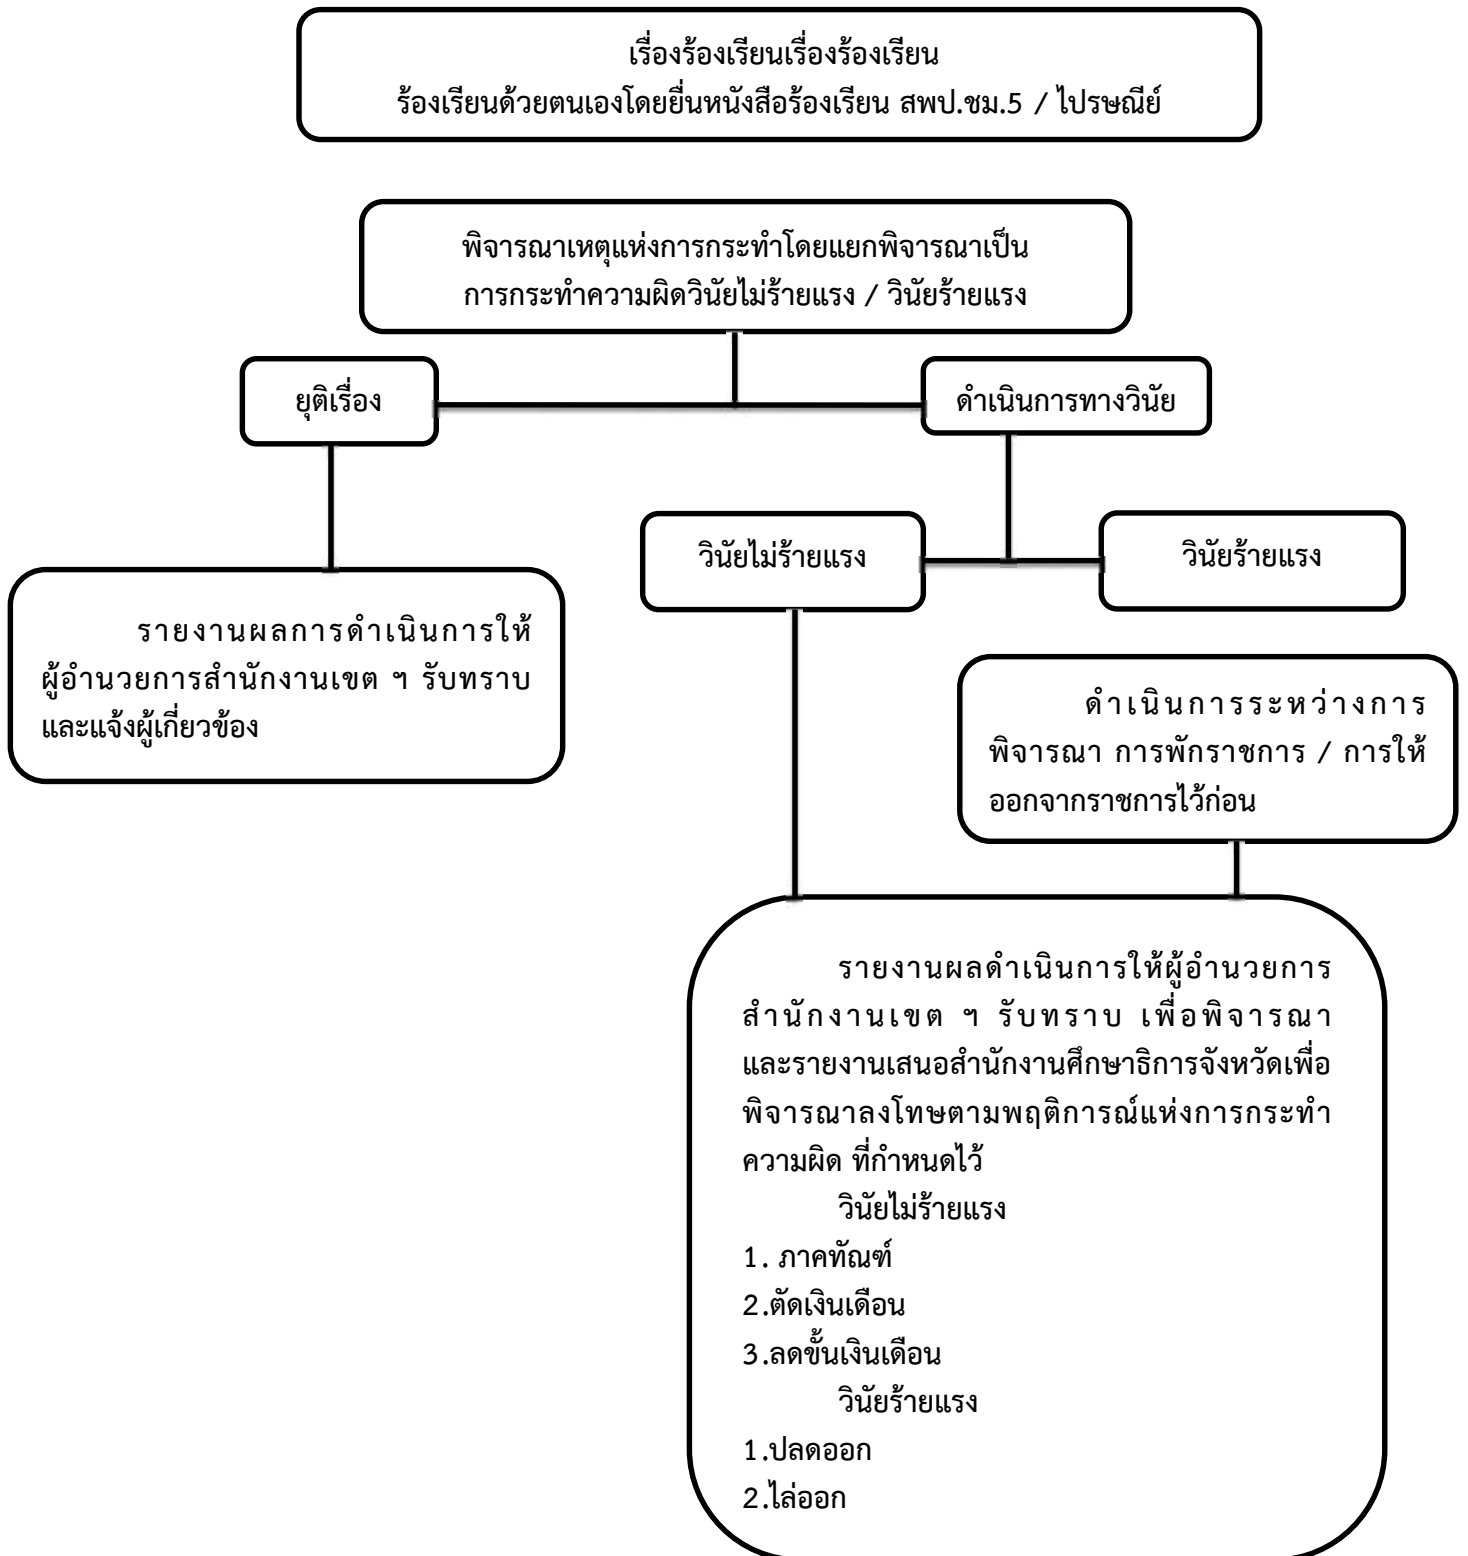 เรื่องร้องเรียนเรื่องร้องเรียน
ร้องเรียนด้วยตนเองโดยยื่นหนังสือร้องเรียน สพป.ชม.5 / ไปรษณีย์
พิจารณาเหตุแห่งการกระทำโดยแยกพิจารณาเป็น
การกระทำความผิดวินัยไม่ร้ายแรง / วินัยร้ายแรง
ยุติเรื่อง
ดำเนินการทางวินัย
วินัยไม่ร้ายแรง
วินัยร้ายแรง
รายงานผลการดำเนินการให้
ผู้อำนวยการสำนักงานเขต ฯ รับทราบ
และแจ้งผู้เกี่ยวข้อง
ดำเนินการระหว่างการ
พิจารณา การพักราชการ / การให้
ออกจากราชการไว้ก่อน
รายงานผลดำเนินการให้ผู้อำนวยการ
สำนักงานเขต ฯ รับทราบ เพื่อพิจารณา
และรายงานเสนอสำนักงานศึกษาธิการจังหวัดเพื่อ
พิจารณาลงโทษตามพฤติการณ์แห่งการกระทำ
ความผิด ที่กำหนดไว้
วินัยไม่ร้ายแรง
1. ภาคทัณฑ์
2.ตัดเงินเดือน
3.ลดขั้นเงินเดือน
วินัยร้ายแรง
1.ปลดออก
2.ไล่ออก